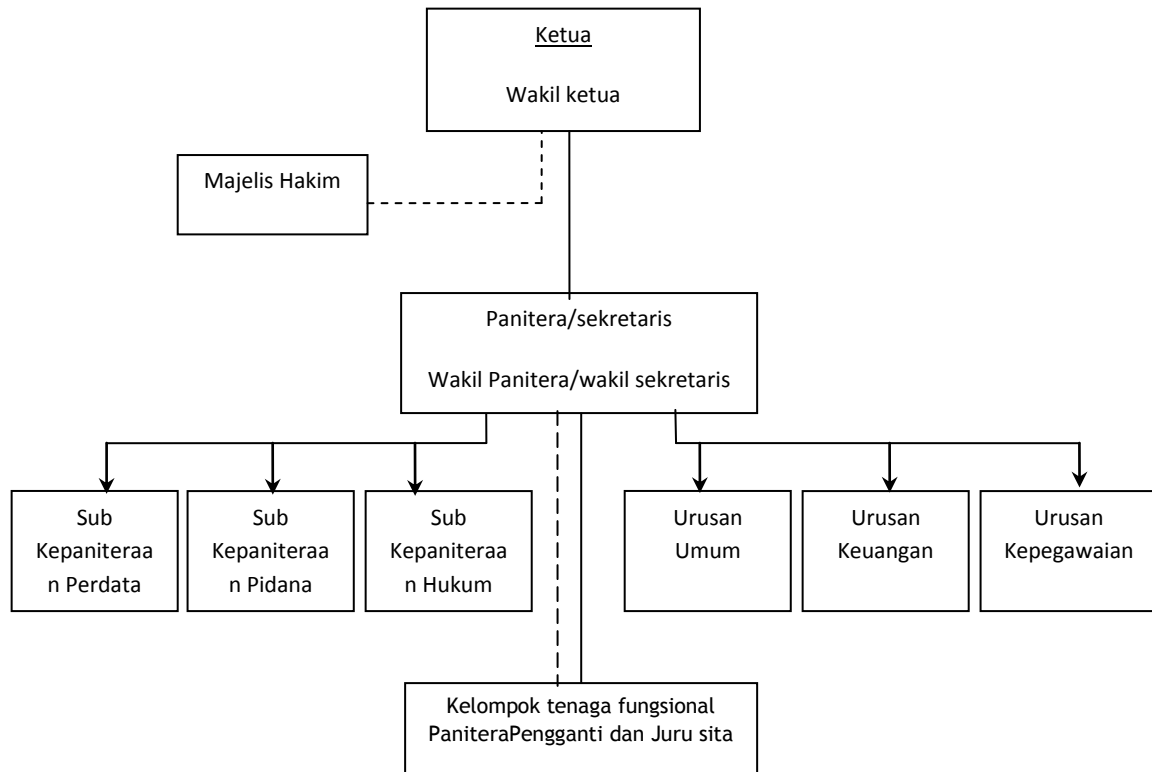 Ketua
Wakil ketua
Majelis Hakim
Panitera/sekretaris
Wakil Panitera/wakil sekretaris
Sub
Kepaniteraa
n Perdata
Sub
Kepaniteraa
n Pidana
Sub
Kepaniteraa
n Hukum
Urusan
Umum
Urusan
Keuangan
Urusan
Kepegawaian
Kelompok tenaga fungsional
PaniteraPengganti dan Juru sita